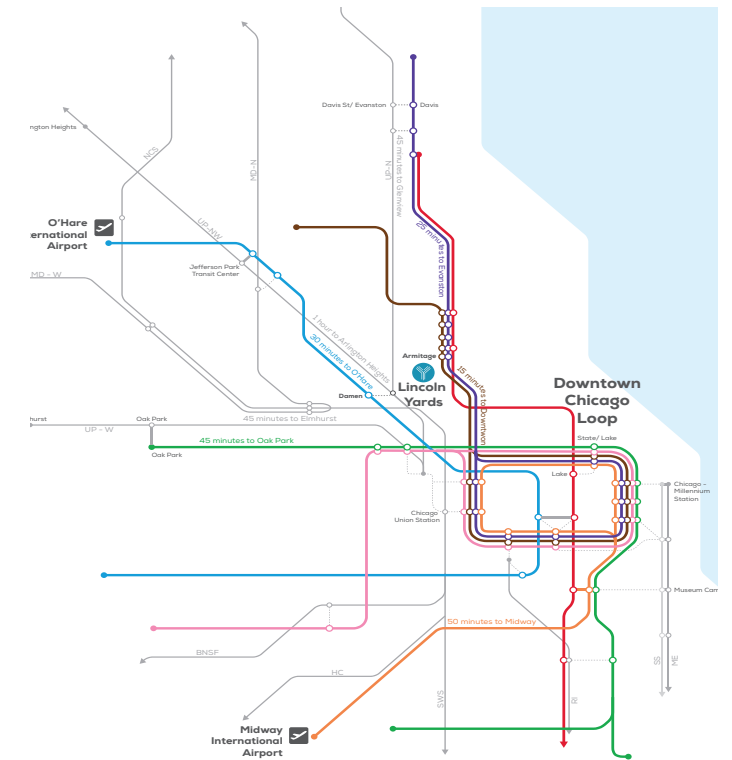 Davis St/ Evanston
Davis
ngton Heights
NCS
MD-N
UP-N
45 minutes to Glenview
O'Hare
ernational
Airport
UP-NW
25 minutes to Evanston
Jefferson Park
Transit Center
MD - W
1 hour to Arlington Heights
30 minutes to O'Hare
Armitage
15 minutes to Downtown
Lincoln
Yards
Downtown
Chicago
Loop
Damen
hurst
Oak Park
45 minutes to Elmhurst
UP - W
State/ Lake
45 minutes to Oak Park
Oak Park
Lake
Chicago -
Millennium
Station
Chicago
Union Station
Museum Cam
50 minutes to Midway
BNSF
HC
SWS
RI
SS
ME
Midway
International
Airport